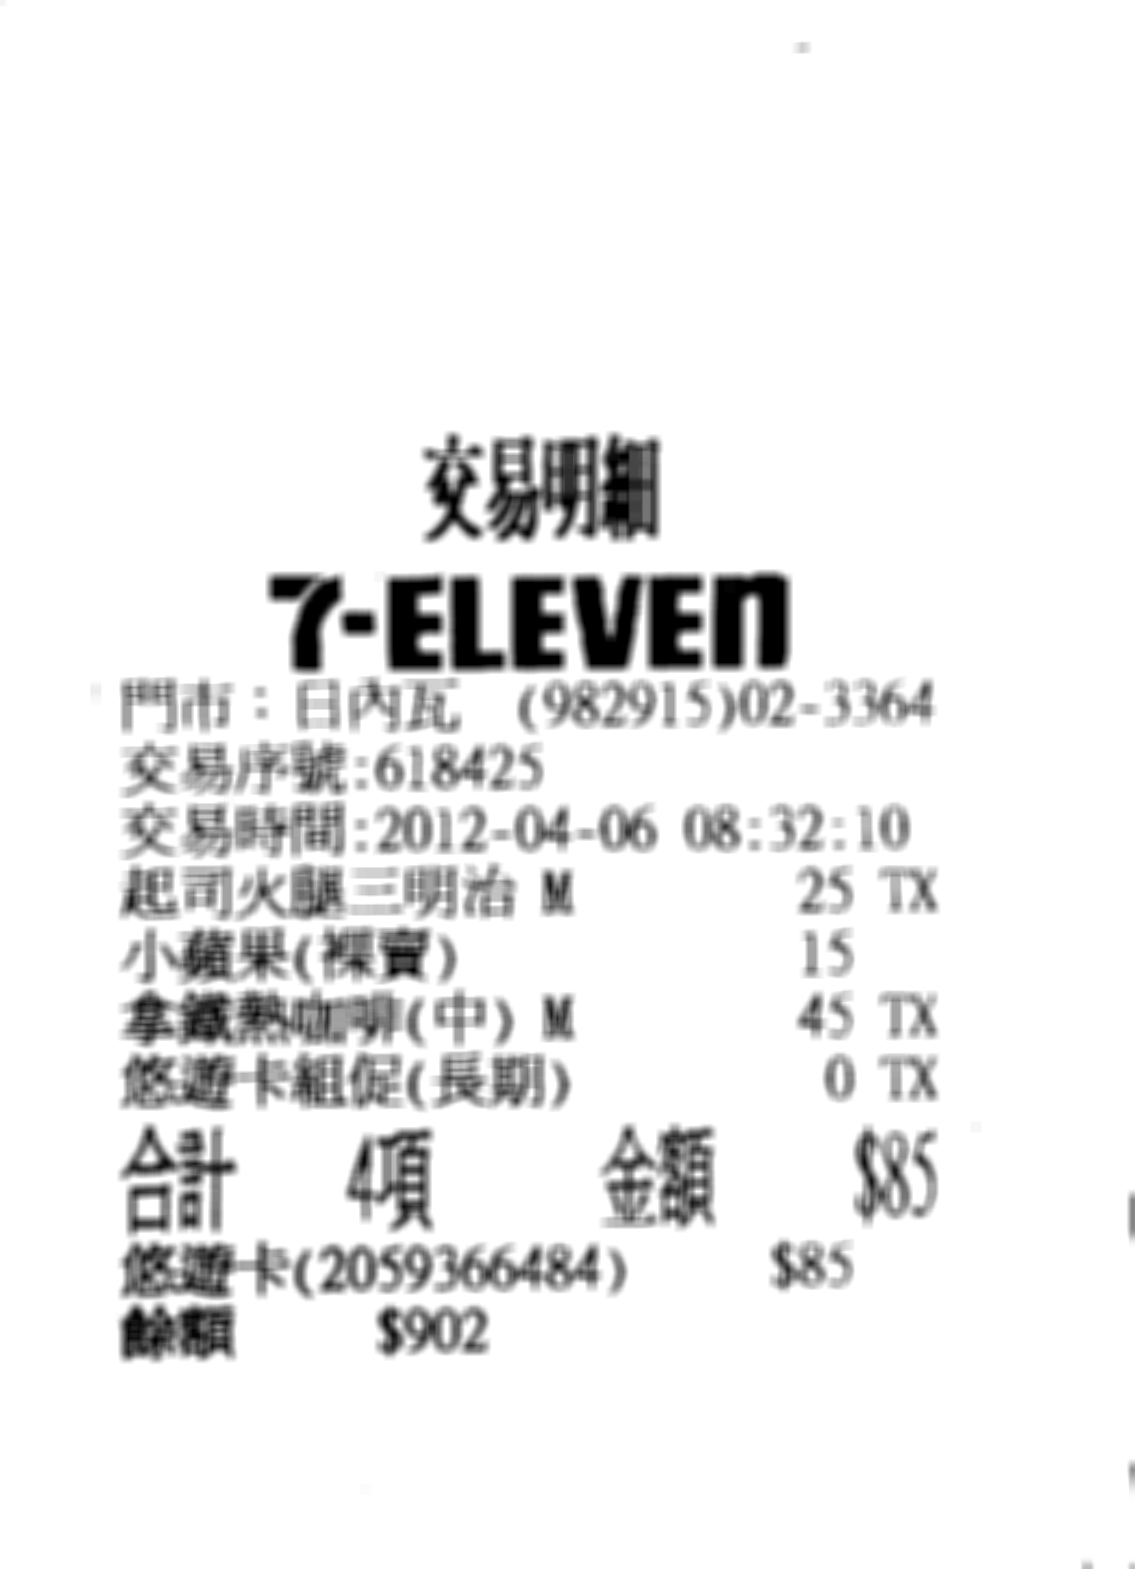 交易明細
7-ELEVEn
門市：日內瓦 (982915)02-3364
交易序號:618425
交易時間:2012-04-06 08:32:10
起司火腿三明治 M 25 TX
小蘋果(裸賣) 15
拿鐵熱咖啡(中) M 45 TX
悠遊卡組促(長期) 0 TX
合計 4項 金額 $85
悠遊卡(2059366484) $85
餘額 $902